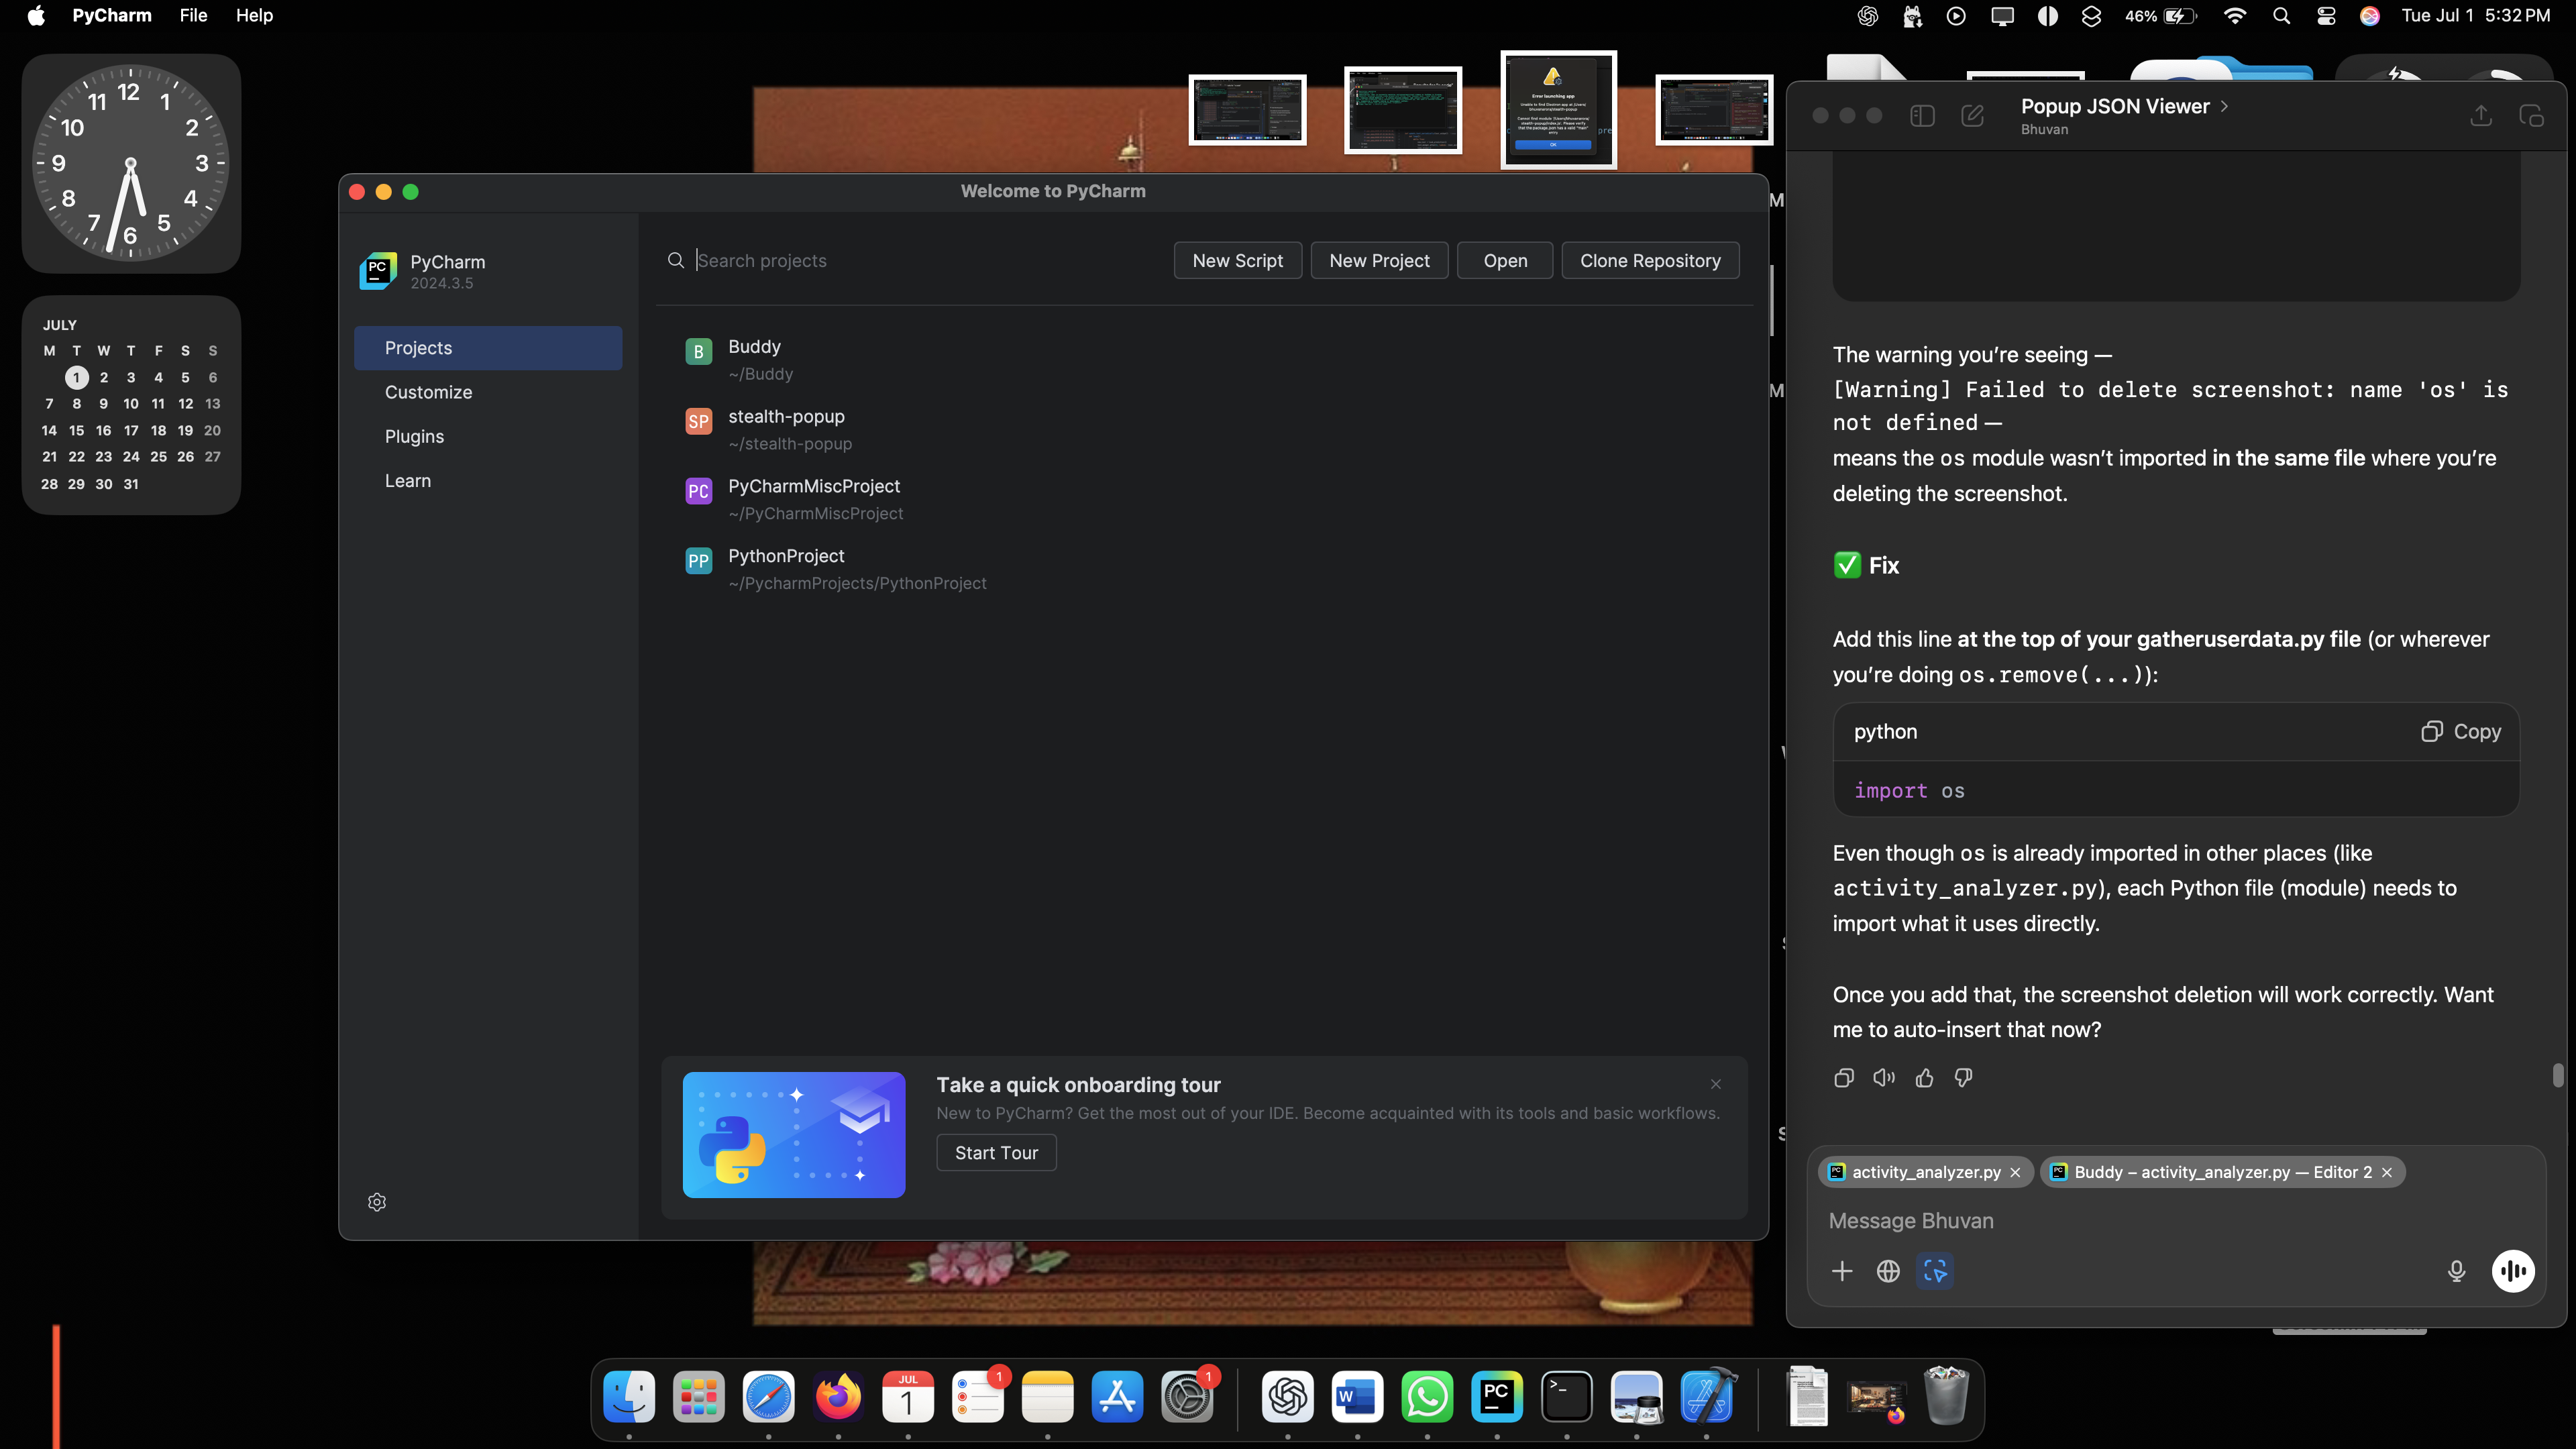 PyCharm File Help
46% Tue Jul 1 5:32 PM
12
11 1
10 2
9 3
8 4
7 5
6
JULY
M T W T F S S
1 2 3 4 5 6
7 8 9 10 11 12 13
14 15 16 17 18 19 20
21 22 23 24 25 26 27
28 29 30 31
Error launching app
OK
Welcome to PyCharm
PC
PyCharm
2024.3.5
Projects
Customize
Plugins
Learn
Search projects
New Script New Project Open Clone Repository
B Buddy
~/Buddy
SP stealth-popup
~/stealth-popup
PC PyCharmMiscProject
~/PyCharmMiscProject
PP PythonProject
~/PycharmProjects/PythonProject
Take a quick onboarding tour
New to PyCharm? Get the most out of your IDE. Become acquainted with its tools and basic workflows.
Start Tour
M
M
S
Popup JSON Viewer
Bhuvan
The warning you’re seeing —
[Warning] Failed to delete screenshot: name 'os' is
not defined —
means the os module wasn’t imported in the same file where you’re
deleting the screenshot.
✅ Fix
Add this line at the top of your gatheruserdata.py file (or wherever
you’re doing os.remove(...)):
python Copy
import os
Even though os is already imported in other places (like
activity_analyzer.py), each Python file (module) needs to
import what it uses directly.
Once you add that, the screenshot deletion will work correctly. Want
me to auto-insert that now?
activity_analyzer.py × Buddy – activity_analyzer.py — Editor 2 ×
Message Bhuvan
JUL
1
1
1
W
PC
>_